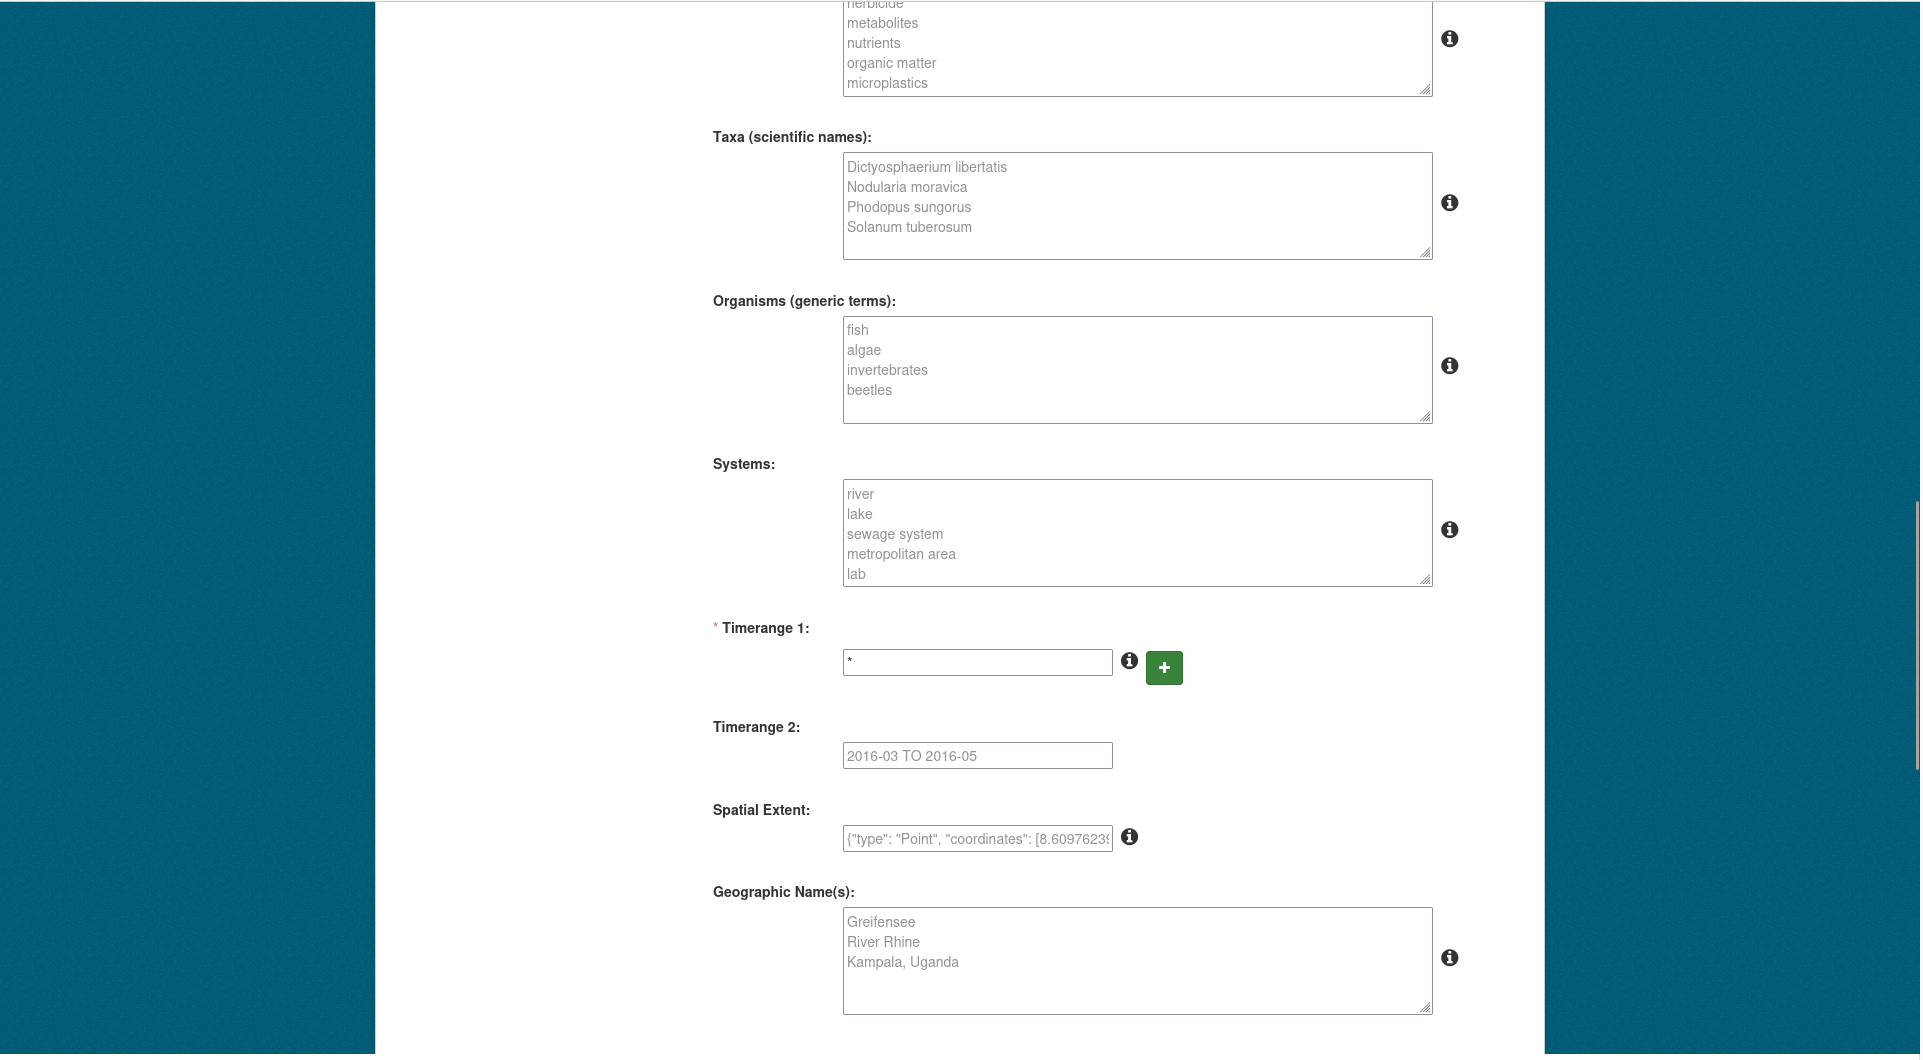 herbicide
metabolites
nutrients
organic matter
microplastics
Taxa (scientific names):
Dictyosphaerium libertatis
Nodularia moravica
Phodopus sungorus
Solanum tuberosum
Organisms (generic terms):
fish
algae
invertebrates
beetles
Systems:
river
lake
sewage system
metropolitan area
lab
* Timerange 1:
*
Timerange 2:
2016-03 TO 2016-05
Spatial Extent:
{"type": "Point", "coordinates": [8.60976239
Geographic Name(s):
Greifensee
River Rhine
Kampala, Uganda